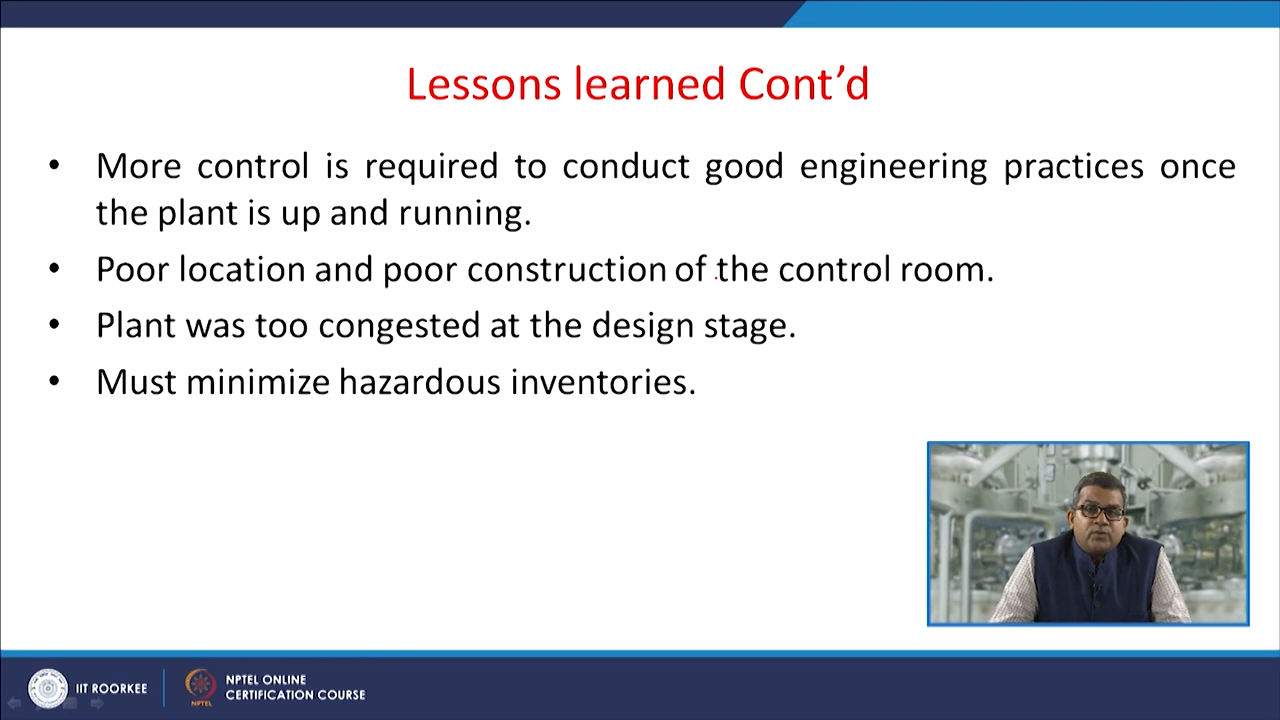 Lessons learned Cont’d
• More control is required to conduct good engineering practices once
the plant is up and running.
• Poor location and poor construction of the control room.
• Plant was too congested at the design stage.
• Must minimize hazardous inventories.
IIT ROORKEE
NPTEL
NPTEL ONLINE
CERTIFICATION COURSE